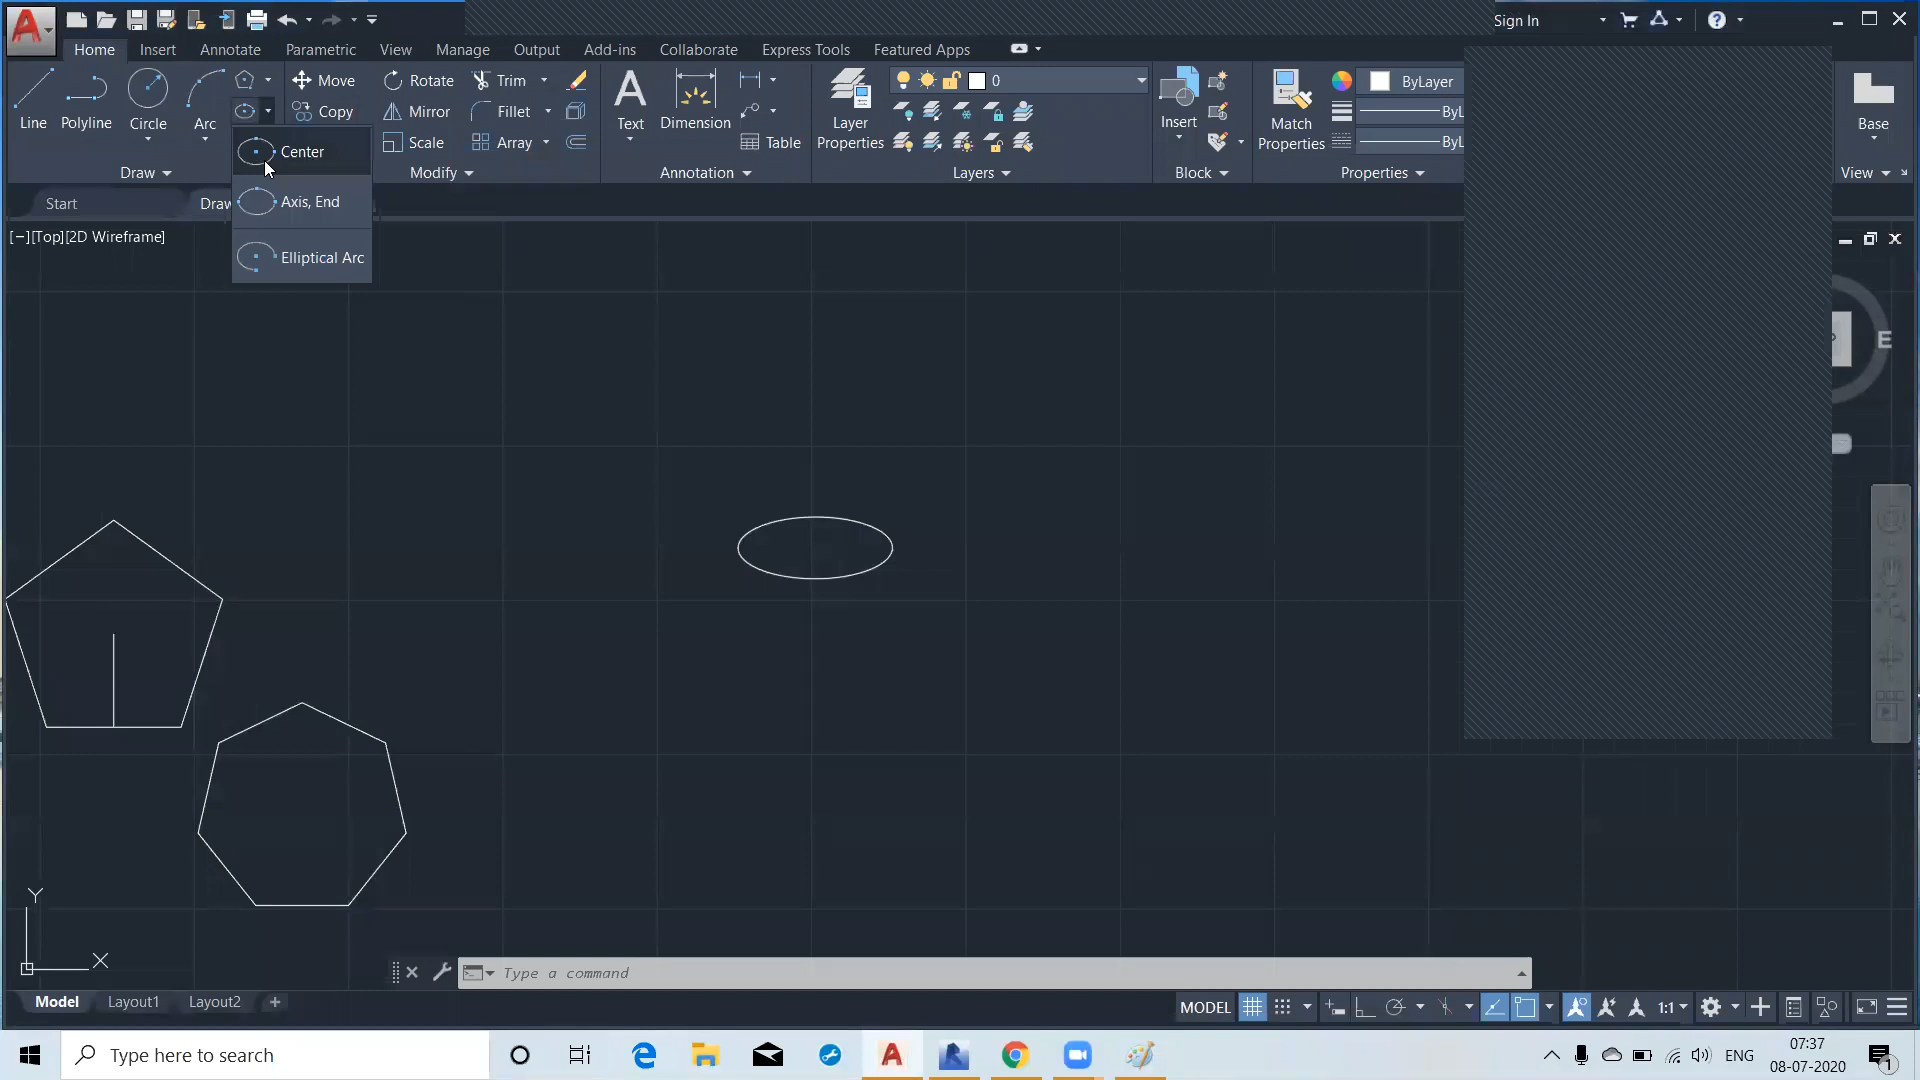 Sign In
Home Insert Annotate Parametric View Manage Output Add-ins Collaborate Express Tools Featured Apps
Line Polyline Circle Arc
Move Rotate Trim
Copy Mirror Fillet
Scale Array
Text Dimension Table
Layer Properties
0
Insert
Match Properties
ByLayer
ByL
ByL
Base
Draw Modify Annotation Layers Block Properties View
Center
Axis, End
Elliptical Arc
Start Draw
[−][Top][2D Wireframe]
E
Y
X
Type a command
Model Layout1 Layout2
MODEL 1:1
Type here to search
ENG
07:37
08-07-2020
1